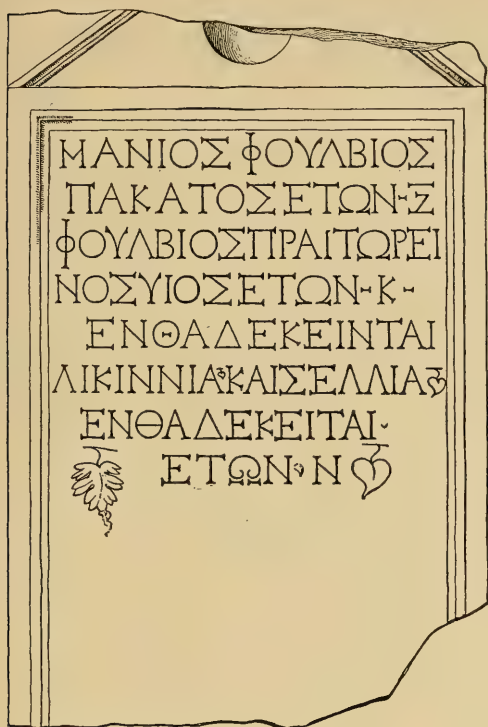 ΜΑΝΙΟΣ ΦΟΥΛΒΙΟΣ
ΠΑΚΑΤΟΣ ΕΤΩΝ · Ξ
ΦΟΥΛΒΙΟΣ ΠΡΑΙΤΩΡΕΙ
ΝΟΣ ΥΙΟΣ ΕΤΩΝ · Κ ·
ΕΝΘΑΔΕ ΚΕΙΝΤΑΙ
ΛΙΚΙΝΝΙΑ ❦ ΚΑΙ ΣΕΛΛΙΑ ❦
ΕΝΘΑΔΕ ΚΕΙΤΑΙ ·
ΕΤΩΝ · Ν ❦